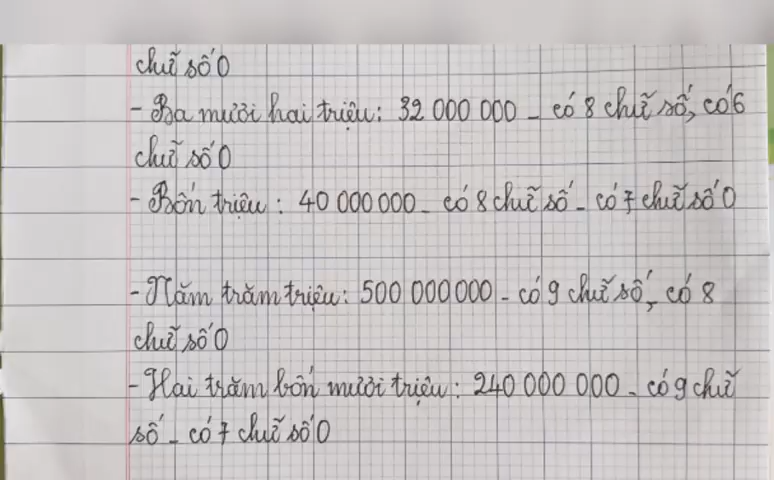 chữ số 0
- Ba mười hai triệu: 32 000 000 - có 8 chữ số, có 6
chữ số 0
- Bốn triệu: 40 000 000 - có 8 chữ số - có 7 chữ số 0
- Năm trăm triệu: 500 000 000 - có 9 chữ số, có 8
chữ số 0
- Hai trăm bốn mười triệu: 240 000 000 - có 9 chữ
số - có 7 chữ số 0